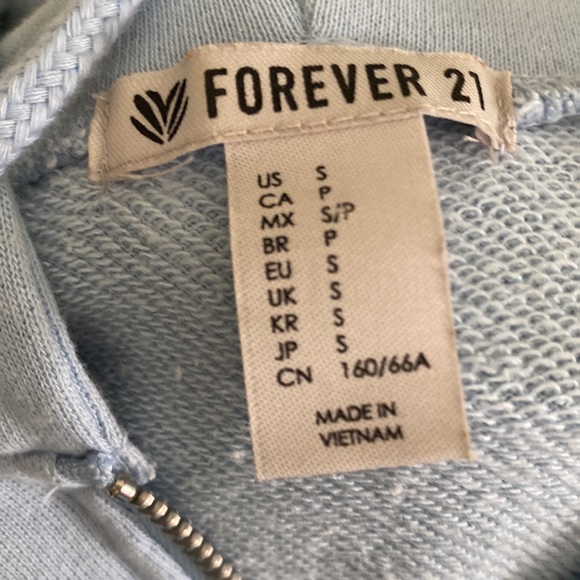 FOREVER 21
US S
CA P
MX S/P
BR P
EU S
UK S
KR S
JP S
CN 160/66A
MADE IN
VIETNAM